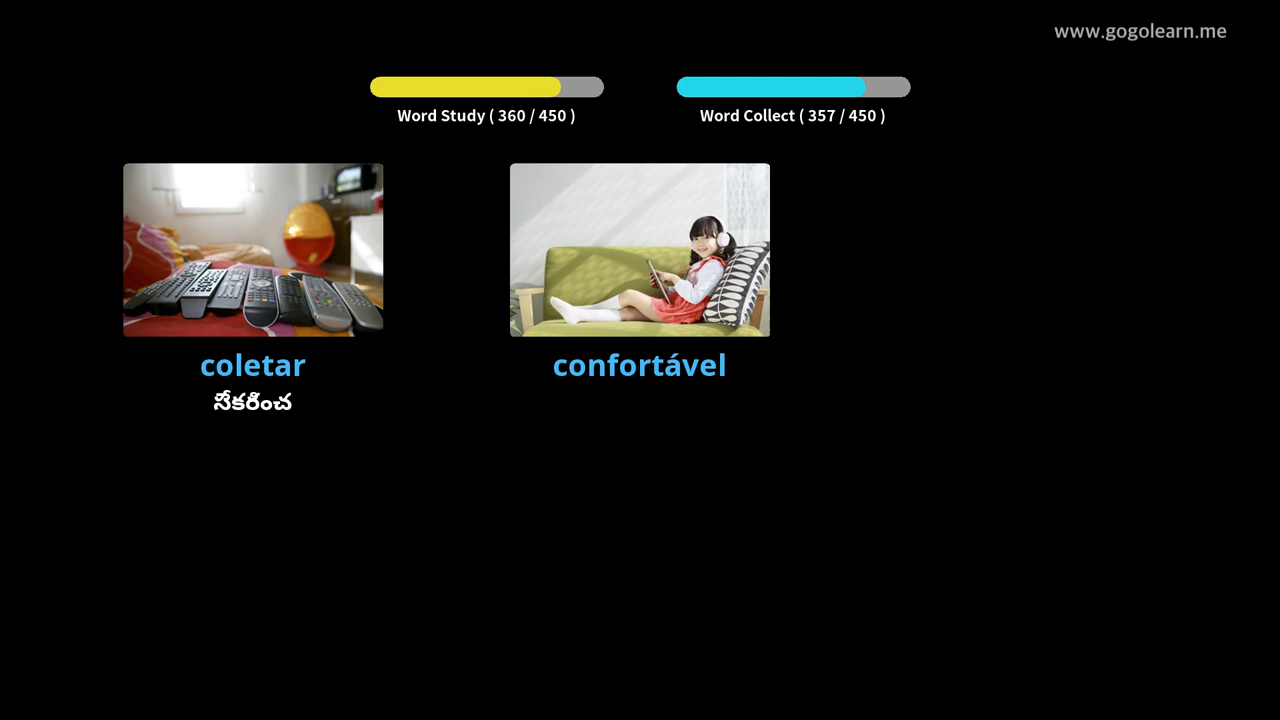 www.gogolearn.me
Word Study ( 360 / 450 )
Word Collect ( 357 / 450 )
coletar
సేకరించ
confortável